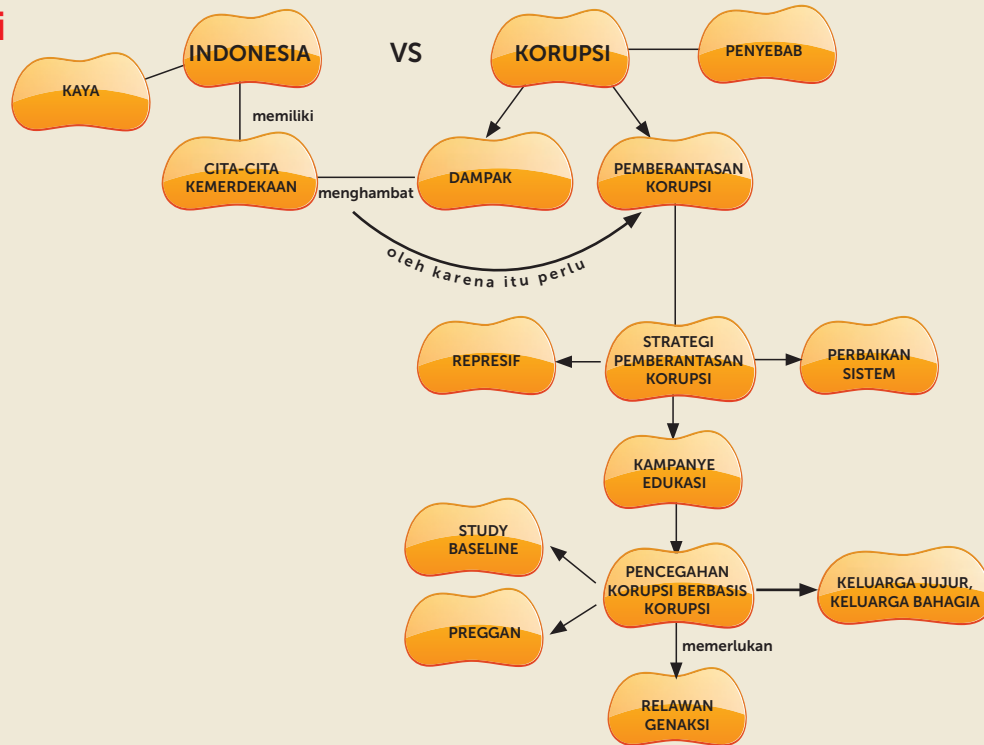 i
INDONESIA
VS
KORUPSI
PENYEBAB
KAYA
memiliki
CITA-CITA
KEMERDEKAAN
menghambat
DAMPAK
PEMBERANTASAN
KORUPSI
oleh karena itu perlu
REPRESIF
STRATEGI
PEMBERANTASAN
KORUPSI
PERBAIKAN
SISTEM
KAMPANYE
EDUKASI
STUDY
BASELINE
PREGGAN
PENCEGAHAN
KORUPSI BERBASIS
KORUPSI
KELUARGA JUJUR,
KELUARGA BAHAGIA
memerlukan
RELAWAN
GENAKSI